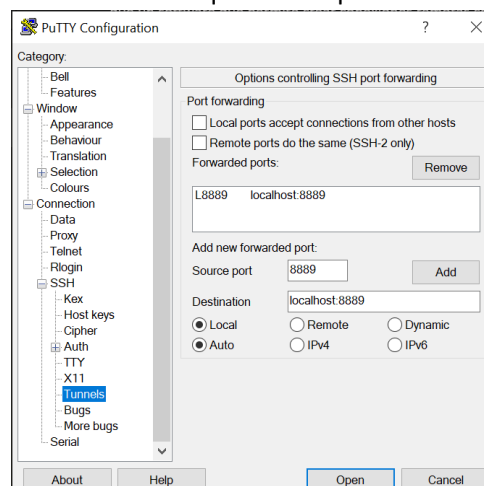 PuTTY Configuration ? ×
Category:
Bell
Features
Window
Appearance
Behaviour
Translation
Selection
Colours
Connection
Data
Proxy
Telnet
Rlogin
SSH
Kex
Host keys
Cipher
Auth
TTY
X11
Tunnels
Bugs
More bugs
Serial
Options controlling SSH port forwarding
Port forwarding
Local ports accept connections from other hosts
Remote ports do the same (SSH-2 only)
Forwarded ports: Remove
L8889 localhost:8889
Add new forwarded port:
Source port 8889 Add
Destination localhost:8889
Local Remote Dynamic
Auto IPv4 IPv6
About Help Open Cancel